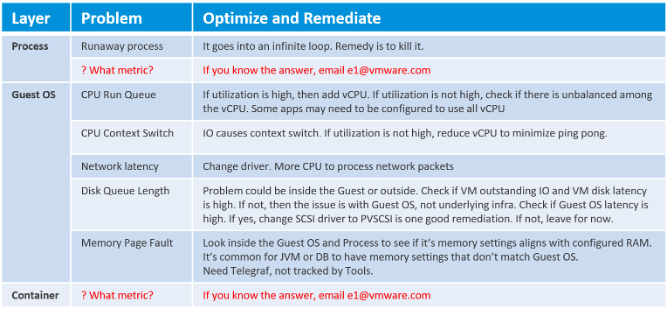 Layer Problem Optimize and Remediate
Process Runaway process It goes into an infinite loop. Remedy is to kill it.
? What metric? If you know the answer, email e1@vmware.com
Guest OS CPU Run Queue If utilization is high, then add vCPU. If utilization is not high, check if there is unbalanced among
the vCPU. Some apps may need to be configured to use all vCPU
CPU Context Switch IO causes context switch. If utilization is not high, reduce vCPU to minimize ping pong.
Network latency Change driver. More CPU to process network packets
Disk Queue Length Problem could be inside the Guest or outside. Check if VM outstanding IO and VM disk latency
is high. If not, then the issue is with Guest OS, not underlying infra. Check if Guest OS latency is
high. If yes, change SCSI driver to PVSCSI is one good remediation. If not, leave for now.
Memory Page Fault Look inside the Guest OS and Process to see if it's memory settings aligns with configured RAM.
It's common for JVM or DB to have memory settings that don't match Guest OS.
Need Telegraf, not tracked by Tools.
Container ? What metric? If you know the answer, email e1@vmware.com